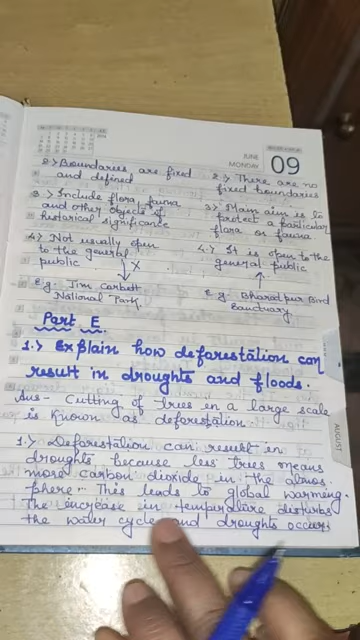 JUNE
MONDAY
09
2.) Boundaries are fixed
and defined
2.) There are no
fixed boundaries
3.) Include flora, fauna
and other objects of
historical significance
3.) Main aim is to
protect a particular
flora or fauna
4.) Not usually open
to the general
public
4.) It is open to the
general public
Eg: Jim Corbett
National Park.
Eg: Bharatpur Bird
Sanctuary
Part E
1.) Explain how deforestation can
result in droughts and floods.
Ans- Cutting of trees in a large scale
is known as deforestation.
1.) Deforestation can result in
droughts because less trees means
more carbon dioxide in the atmos
phere. This leads to global warming.
The increase in temperature disturbs
the water cycle and droughts occurs
AUGUST